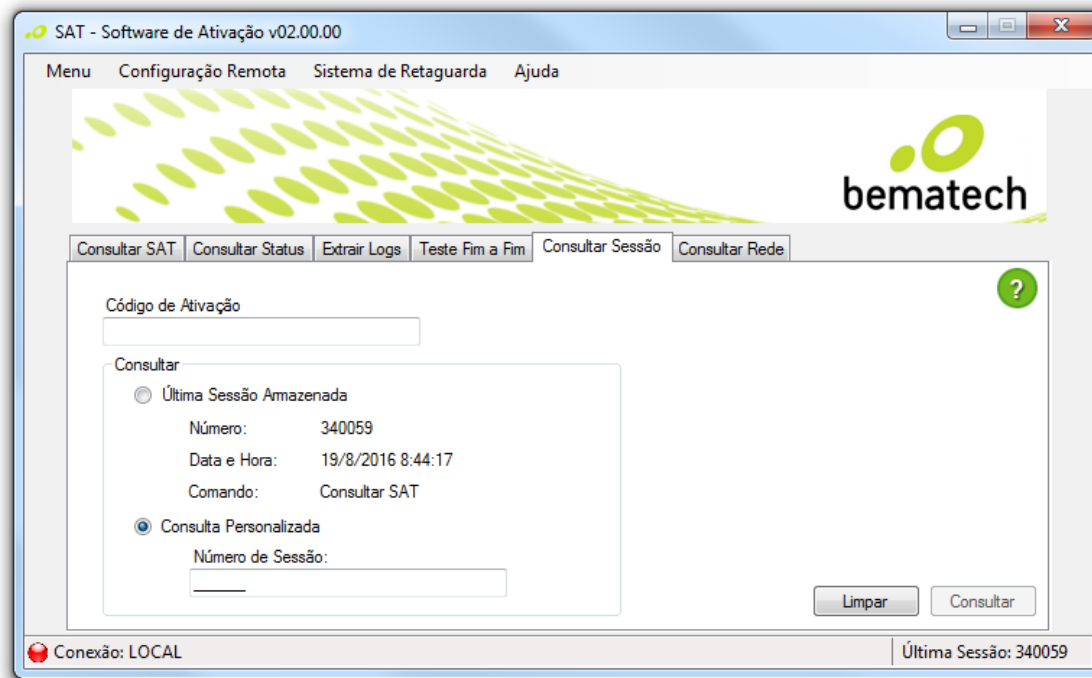 SAT - Software de Ativação v02.00.00
Menu Configuração Remota Sistema de Retaguarda Ajuda
bematech
Consultar SAT Consultar Status Extrair Logs Teste Fim a Fim Consultar Sessão Consultar Rede
?
Código de Ativação
Consultar
Última Sessão Armazenada
Número: 340059
Data e Hora: 19/8/2016 8:44:17
Comando: Consultar SAT
Consulta Personalizada
Número de Sessão:
______
Limpar Consultar
Conexão: LOCAL Última Sessão: 340059